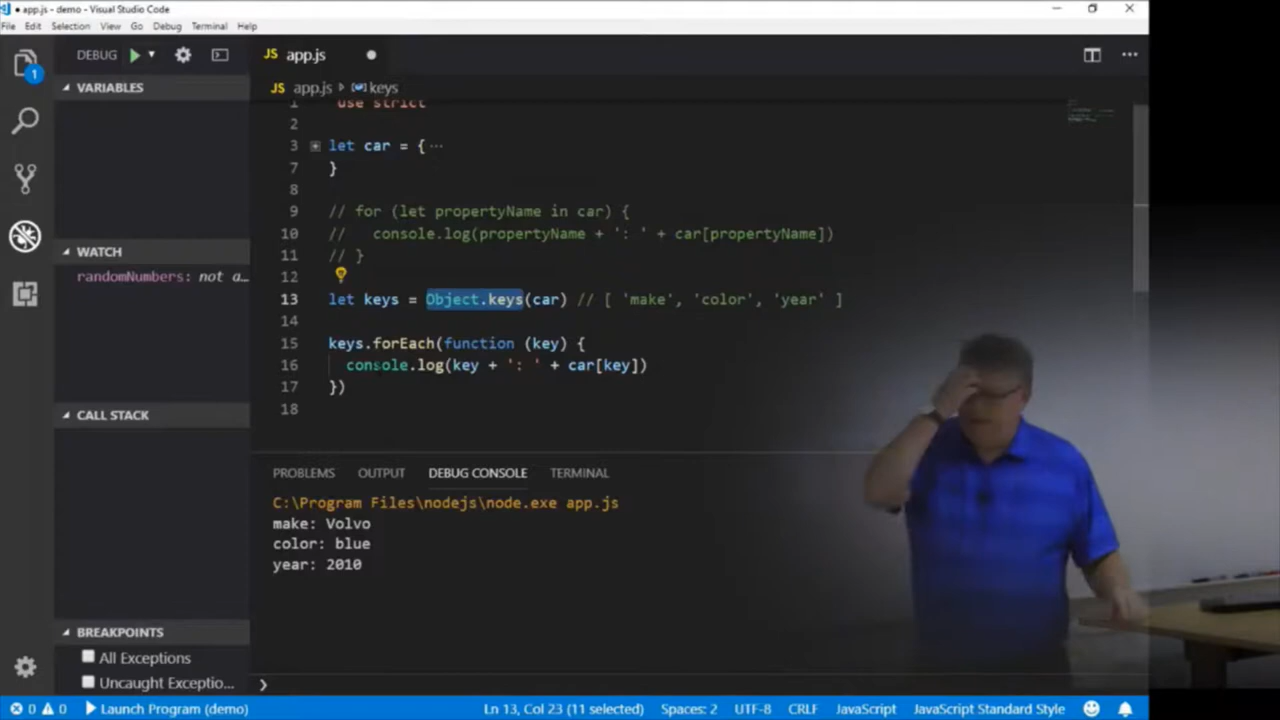 ● app.js - demo - Visual Studio Code
File Edit Selection View Go Debug Terminal Help
DEBUG
JS app.js ●
VARIABLES
JS app.js > keys
1 use strict
2
3 let car = { ...
7 }
8
9 // for (let propertyName in car) {
10 //   console.log(propertyName + ': ' + car[propertyName])
11 // }
12
13 let keys = Object.keys(car) // [ 'make', 'color', 'year' ]
14
15 keys.forEach(function (key) {
16   console.log(key + ': ' + car[key])
17 })
18
1
WATCH
randomNumbers: not a…
CALL STACK
BREAKPOINTS
All Exceptions
Uncaught Exceptio…
PROBLEMS OUTPUT DEBUG CONSOLE TERMINAL
C:\Program Files\nodejs\node.exe app.js
make: Volvo
color: blue
year: 2010
0 0 Launch Program (demo) Ln 13, Col 23 (11 selected) Spaces: 2 UTF-8 CRLF JavaScript JavaScript Standard Style